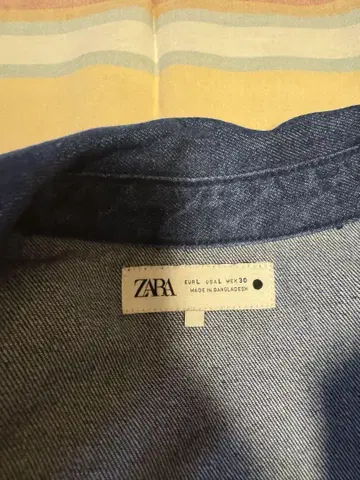 ZARA
EUR L USA L MEX 30
MADE IN BANGLADESH